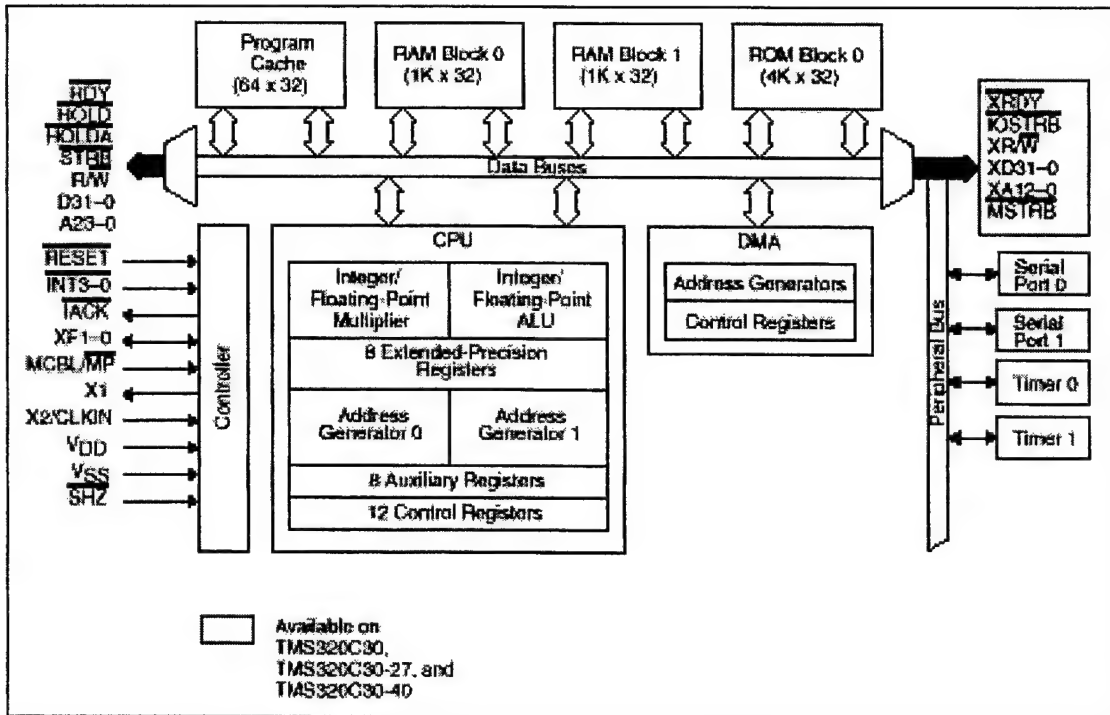 Program
Cache
(64 x 32)
RAM Block 0
(1K x 32)
RAM Block 1
(1K x 32)
ROM Block 0
(4K x 32)
RDY
HOLD
HOLDA
STRB
R/W
D31-0
A23-0
Data Buses
XRDY
IOSTRB
XR/W
XD31-0
XA12-0
MSTRB
RESET
INT3-0
IACK
XF1-0
MCBL/MP
X1
X2/CLKIN
VDD
VSS
SHZ
Controller
CPU
Integer/
Floating-Point
Multiplier
Integer/
Floating-Point
ALU
8 Extended-Precision
Registers
Address
Generator 0
Address
Generator 1
8 Auxiliary Registers
12 Control Registers
DMA
Address Generators
Control Registers
Peripheral Bus
Serial
Port 0
Serial
Port 1
Timer 0
Timer 1
Available on
TMS320C30,
TMS320C30-27, and
TMS320C30-40